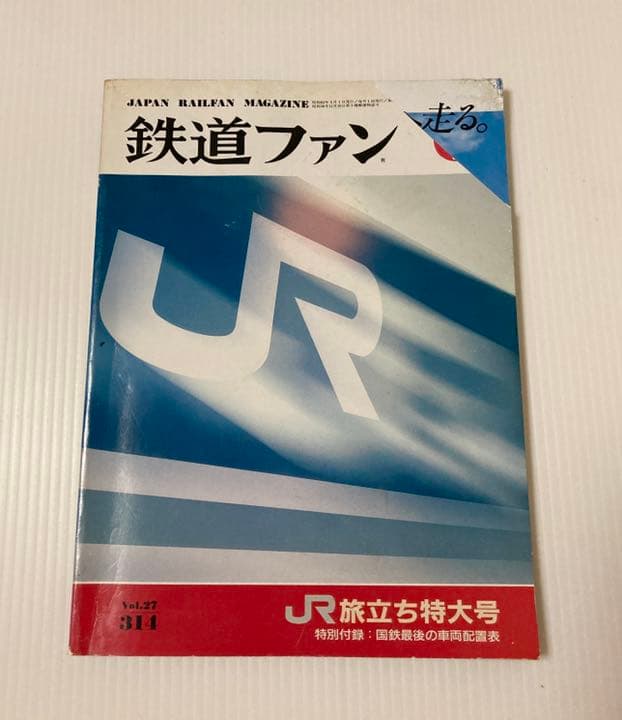 JAPAN RAILFAN MAGAZINE
走る。
鉄道ファン
JR
Vol.27
314
JR旅立ち特大号
特別付録：国鉄最後の車両配置表